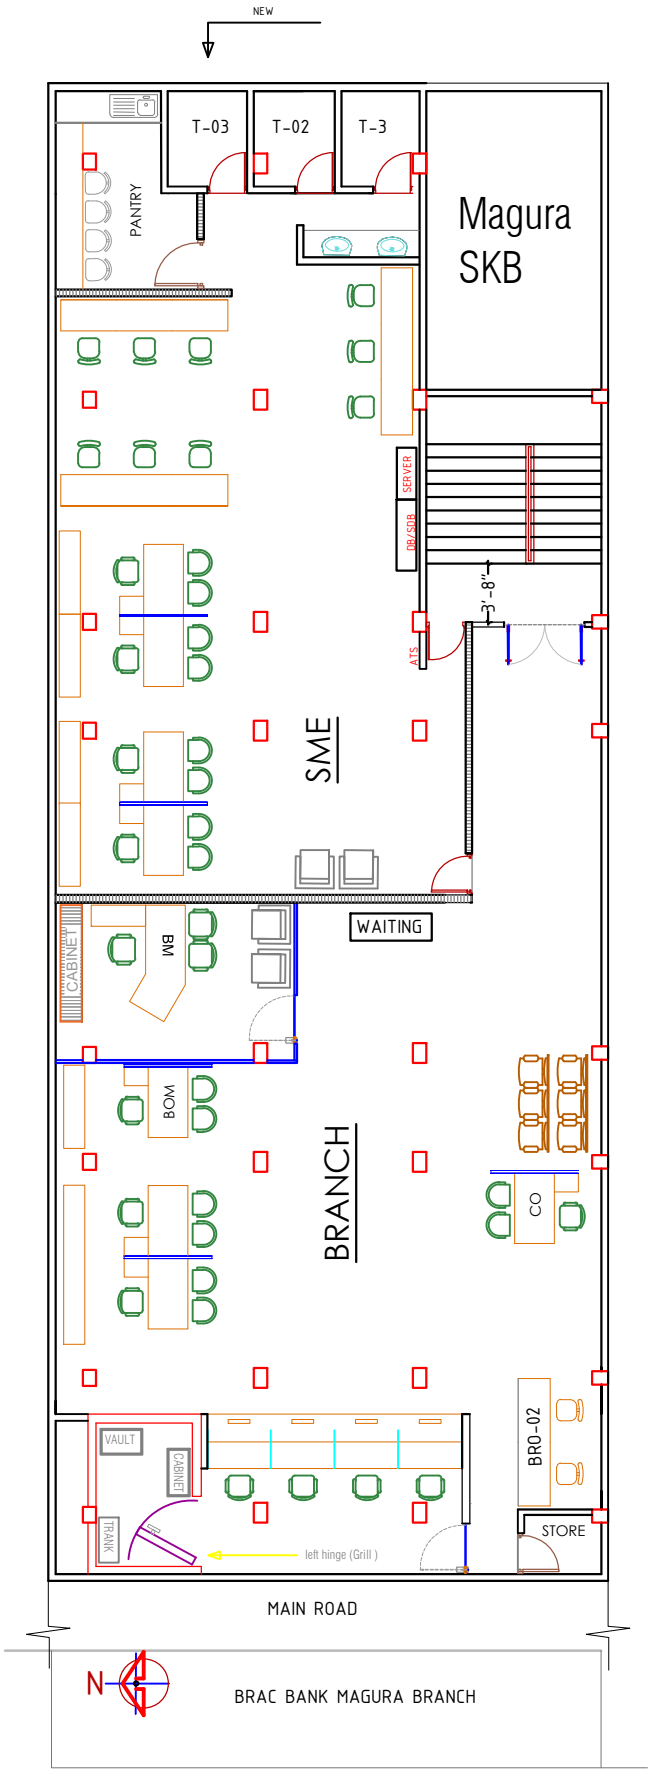 NEW
T-03
T-02
T-3
PANTRY
Magura
SKB
SERVER
DB/SDB
3'-8"
ATS
SME
WAITING
CABINET
BM
BOM
BRANCH
CO
BRO-02
VAULT
CABINET
TRANK
STORE
left hinge (Grill )
MAIN ROAD
N
BRAC BANK MAGURA BRANCH